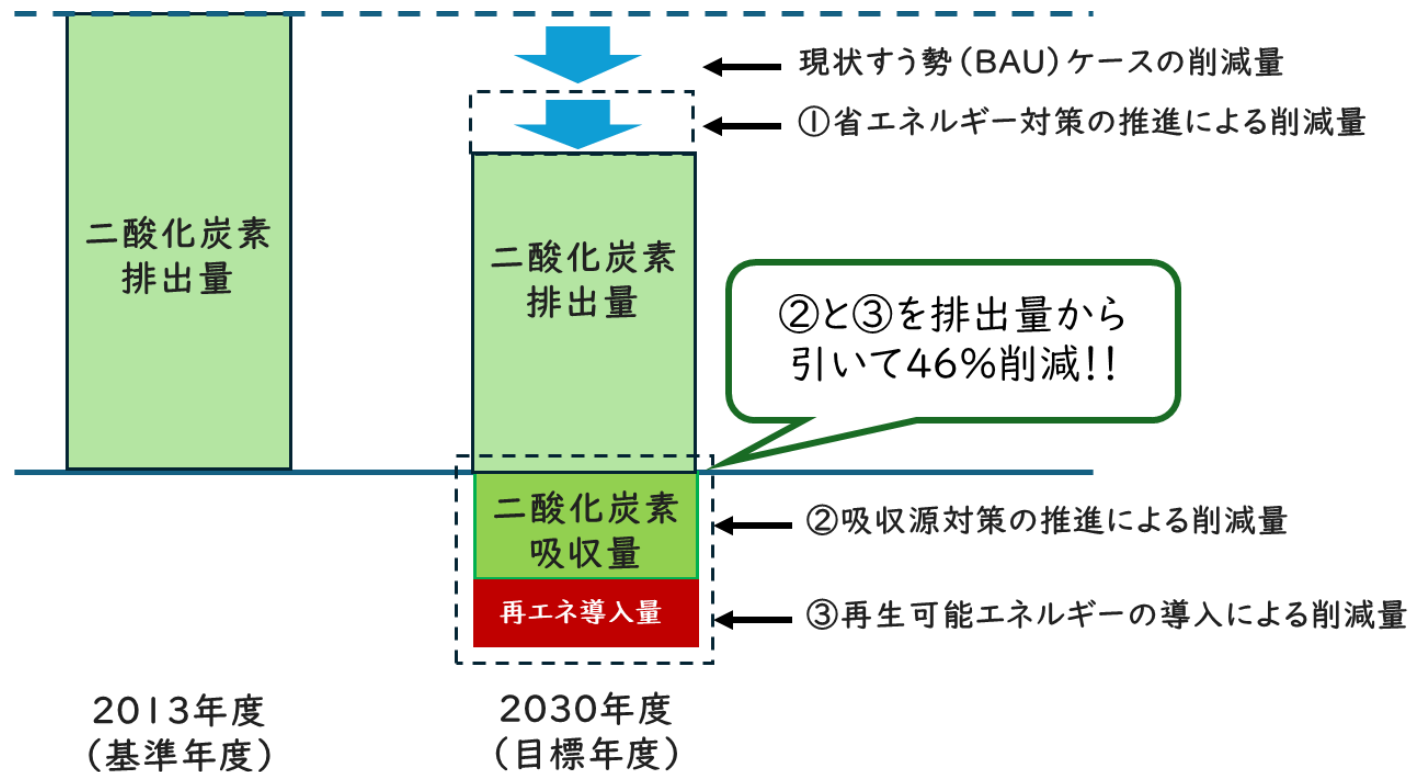 現状すう勢(BAU)ケースの削減量
①省エネルギー対策の推進による削減量
二酸化炭素
排出量
二酸化炭素
排出量
②と③を排出量から
引いて46%削減!!
二酸化炭素
吸収量
②吸収源対策の推進による削減量
再エネ導入量
③再生可能エネルギーの導入による削減量
2013年度
(基準年度)
2030年度
(目標年度)